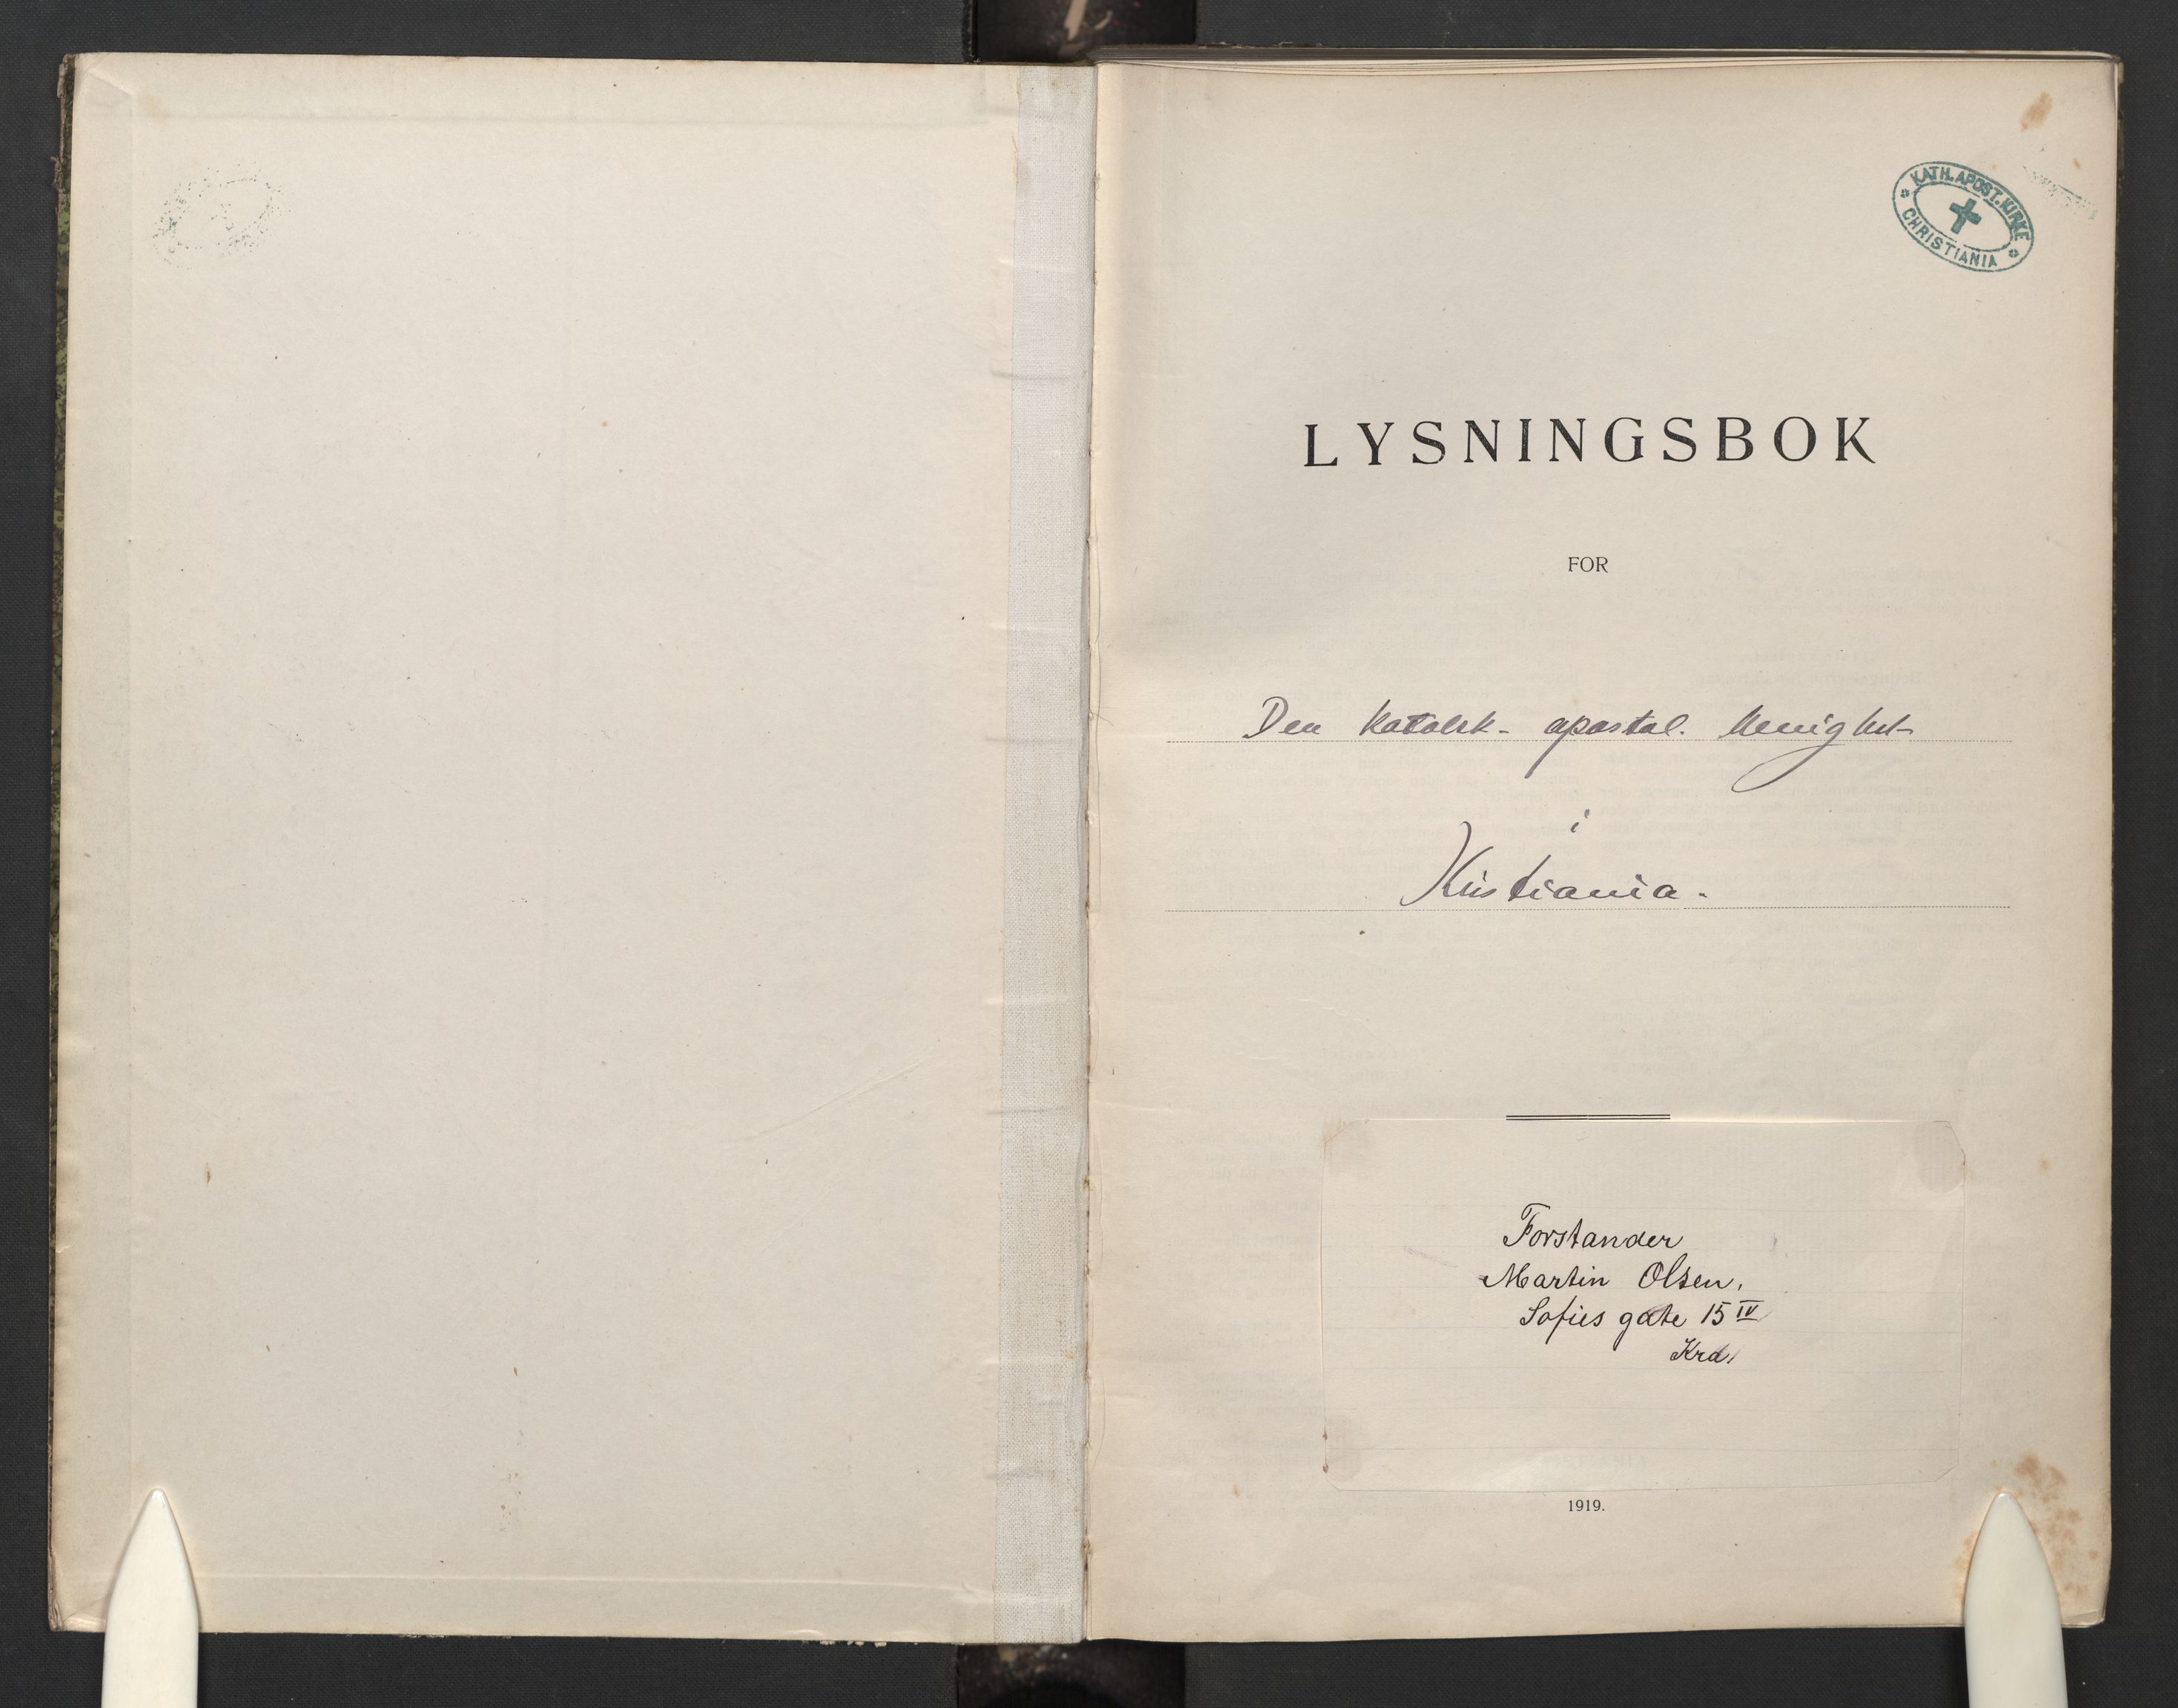 KATH. APOST. KIRKE
CHRISTIANIA
LYSNINGSBOK
FOR
Den katolsk-apostol. Menighet
i
Kristiania.
Forstander
Martin Olsen,
Sofies gate 15 IV
Kra.
1919.